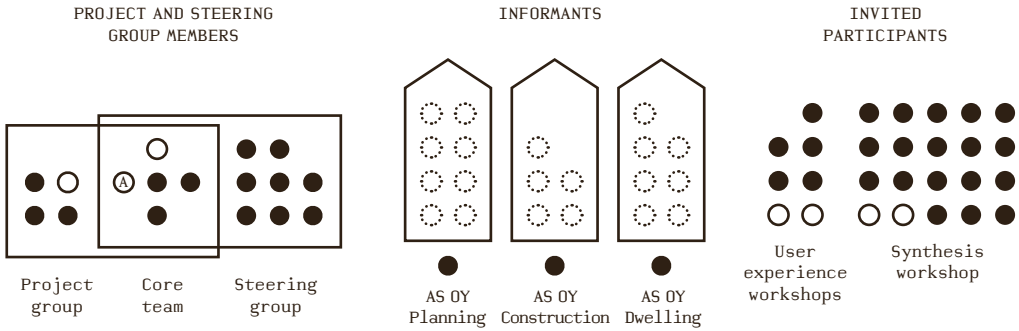 PROJECT AND STEERING
GROUP MEMBERS
INFORMANTS
INVITED
PARTICIPANTS
A
Project
group
Core
team
Steering
group
AS OY
Planning
AS OY
Construction
AS OY
Dwelling
User
experience
workshops
Synthesis
workshop